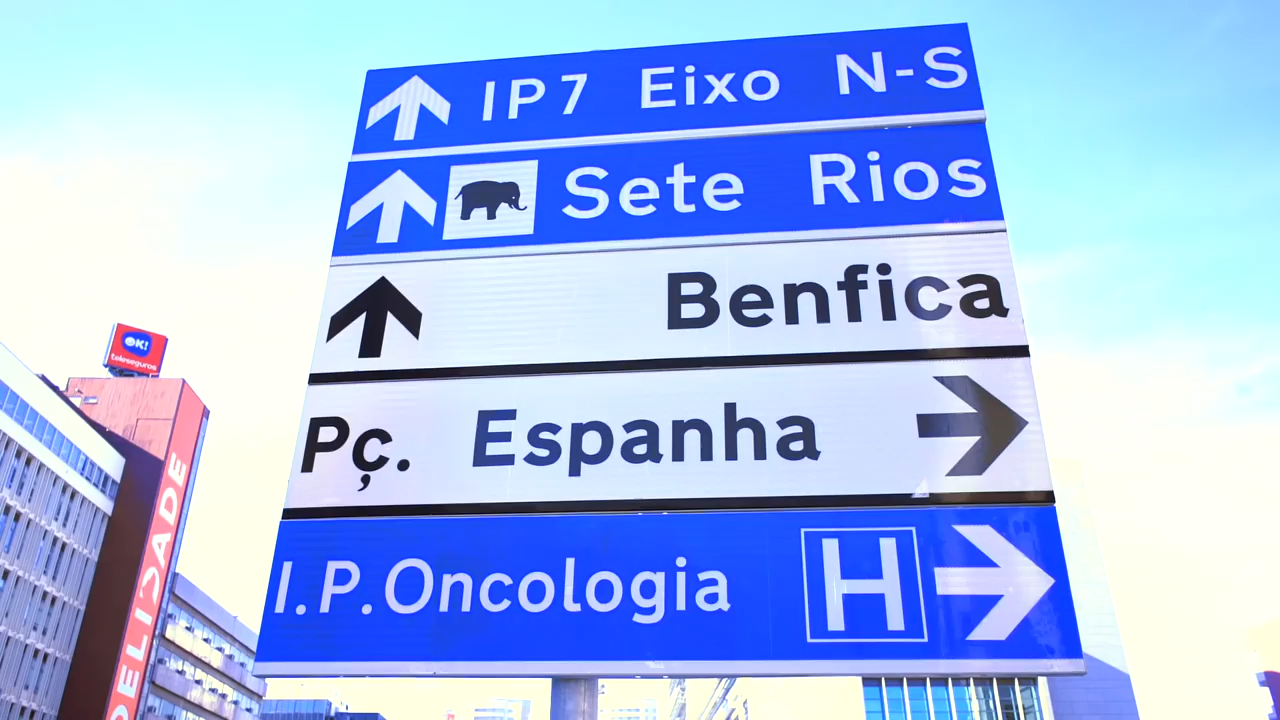 IP7 Eixo N-S
Sete Rios
Benfica
Pç. Espanha
I.P.Oncologia H
OK!
teleseguros
DELIDADE